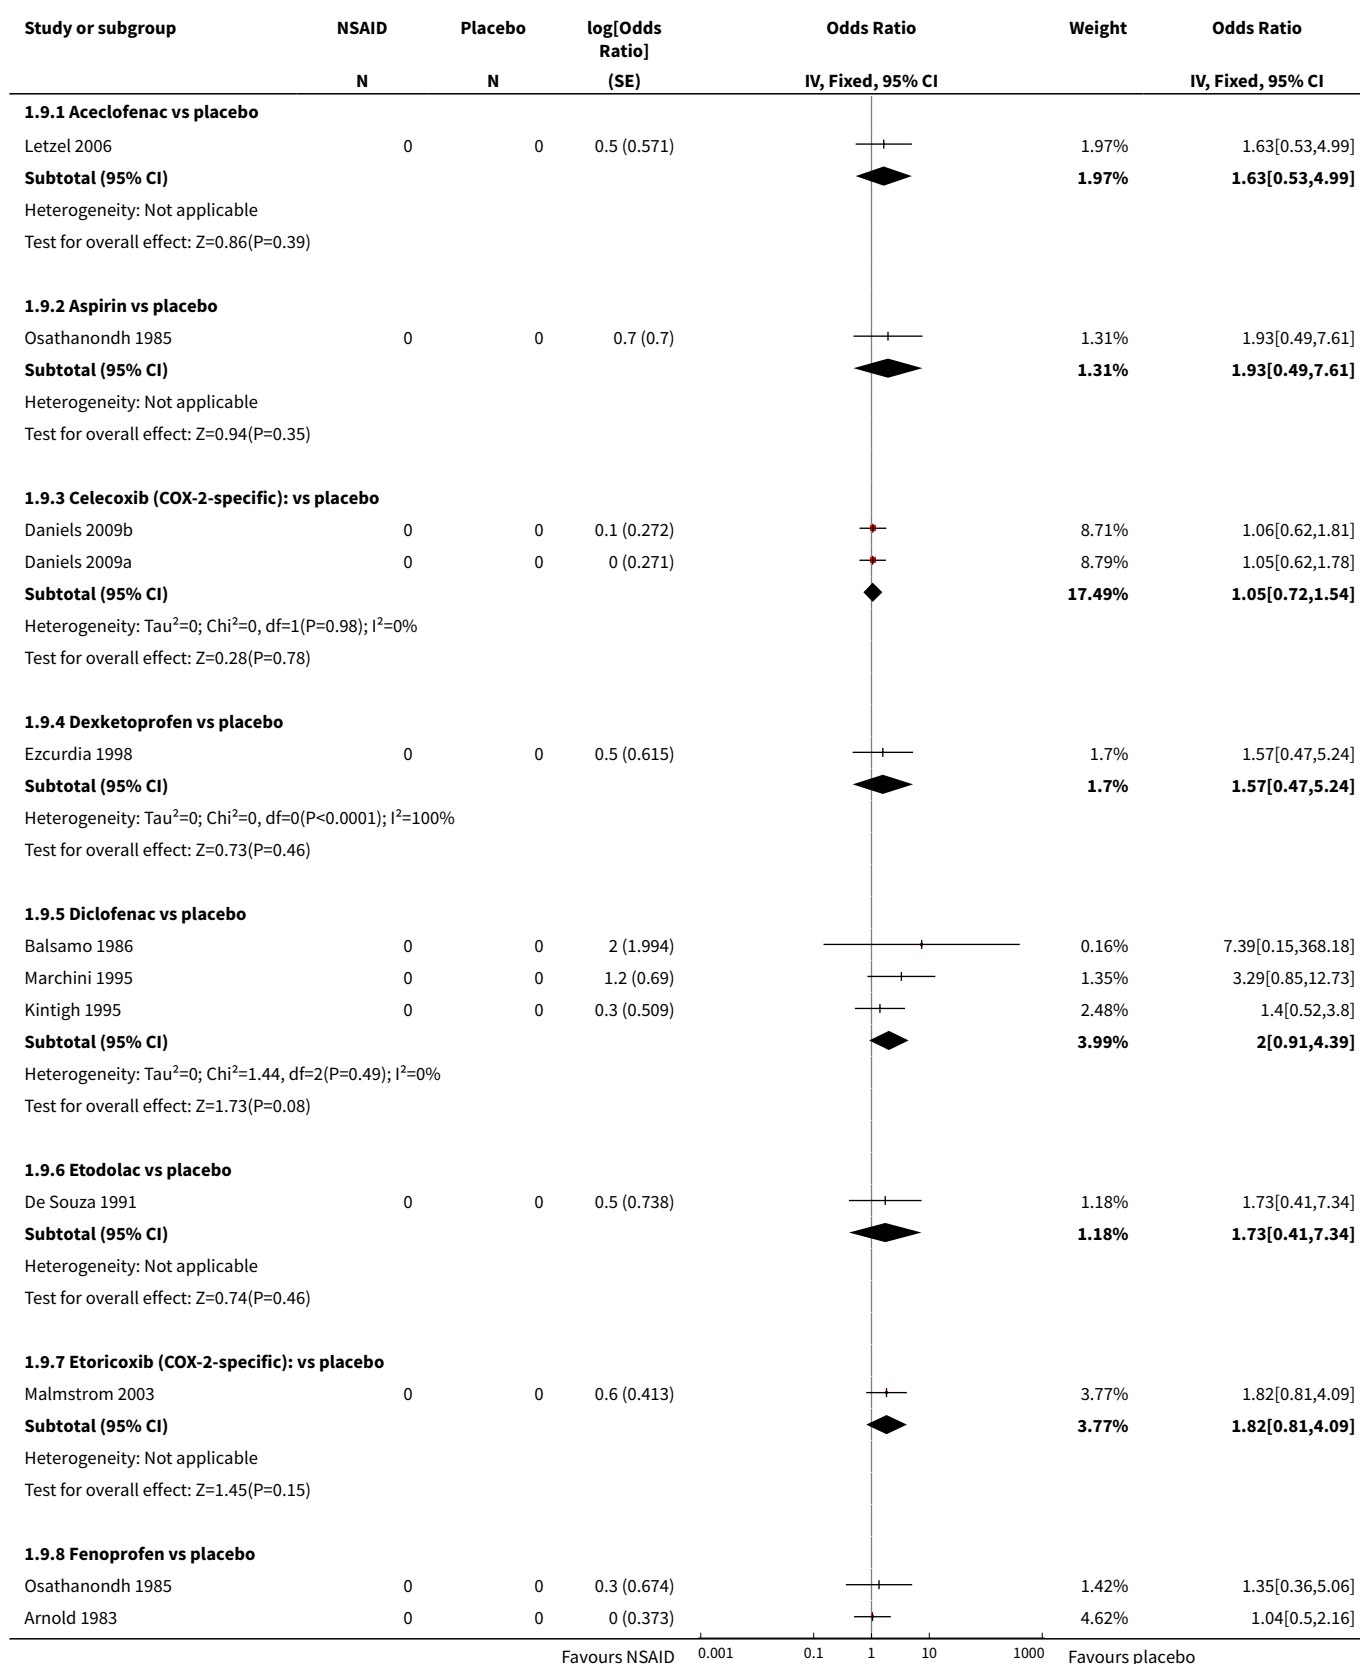 Study or subgroup NSAID Placebo log[Odds Odds Ratio Weight Odds Ratio
Ratio]
N N (SE) IV, Fixed, 95% CI IV, Fixed, 95% CI
1.9.1 Aceclofenac vs placebo
Letzel 2006 0 0 0.5 (0.571) 1.97% 1.63[0.53,4.99]
Subtotal (95% CI) 1.97% 1.63[0.53,4.99]
Heterogeneity: Not applicable
Test for overall effect: Z=0.86(P=0.39)
1.9.2 Aspirin vs placebo
Osathanondh 1985 0 0 0.7 (0.7) 1.31% 1.93[0.49,7.61]
Subtotal (95% CI) 1.31% 1.93[0.49,7.61]
Heterogeneity: Not applicable
Test for overall effect: Z=0.94(P=0.35)
1.9.3 Celecoxib (COX-2-specific): vs placebo
Daniels 2009b 0 0 0.1 (0.272) 8.71% 1.06[0.62,1.81]
Daniels 2009a 0 0 0 (0.271) 8.79% 1.05[0.62,1.78]
Subtotal (95% CI) 17.49% 1.05[0.72,1.54]
Heterogeneity: Tau²=0; Chi²=0, df=1(P=0.98); I²=0%
Test for overall effect: Z=0.28(P=0.78)
1.9.4 Dexketoprofen vs placebo
Ezcurdia 1998 0 0 0.5 (0.615) 1.7% 1.57[0.47,5.24]
Subtotal (95% CI) 1.7% 1.57[0.47,5.24]
Heterogeneity: Tau²=0; Chi²=0, df=0(P<0.0001); I²=100%
Test for overall effect: Z=0.73(P=0.46)
1.9.5 Diclofenac vs placebo
Balsamo 1986 0 0 2 (1.994) 0.16% 7.39[0.15,368.18]
Marchini 1995 0 0 1.2 (0.69) 1.35% 3.29[0.85,12.73]
Kintigh 1995 0 0 0.3 (0.509) 2.48% 1.4[0.52,3.8]
Subtotal (95% CI) 3.99% 2[0.91,4.39]
Heterogeneity: Tau²=0; Chi²=1.44, df=2(P=0.49); I²=0%
Test for overall effect: Z=1.73(P=0.08)
1.9.6 Etodolac vs placebo
De Souza 1991 0 0 0.5 (0.738) 1.18% 1.73[0.41,7.34]
Subtotal (95% CI) 1.18% 1.73[0.41,7.34]
Heterogeneity: Not applicable
Test for overall effect: Z=0.74(P=0.46)
1.9.7 Etoricoxib (COX-2-specific): vs placebo
Malmstrom 2003 0 0 0.6 (0.413) 3.77% 1.82[0.81,4.09]
Subtotal (95% CI) 3.77% 1.82[0.81,4.09]
Heterogeneity: Not applicable
Test for overall effect: Z=1.45(P=0.15)
1.9.8 Fenoprofen vs placebo
Osathanondh 1985 0 0 0.3 (0.674) 1.42% 1.35[0.36,5.06]
Arnold 1983 0 0 0 (0.373) 4.62% 1.04[0.5,2.16]
Favours NSAID 0.001 0.1 1 10 1000 Favours placebo